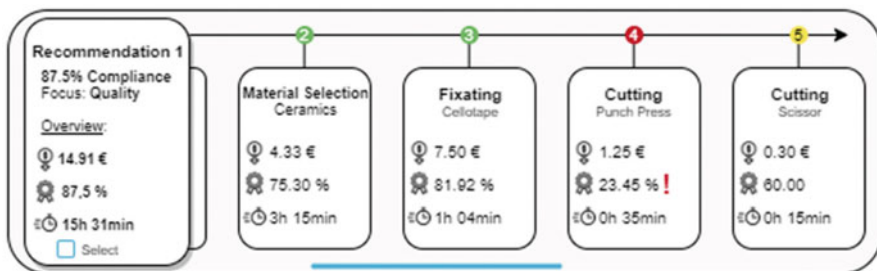 Recommendation 1
87.5% Compliance
Focus: Quality
Overview:
14.91 €
87,5 %
15h 31min
Select
2
Material Selection
Ceramics
4.33 €
75.30 %
3h 15min
3
Fixating
Cellotape
7.50 €
81.92 %
1h 04min
4
Cutting
Punch Press
1.25 €
23.45 % !
0h 35min
5
Cutting
Scissor
0.30 €
60.00
0h 15min